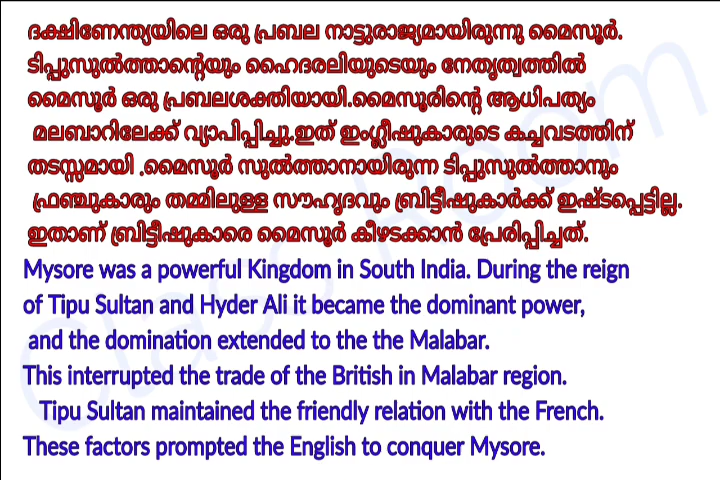 ദക്ഷിണേന്ത്യയിലെ ഒരു പ്രബല നാട്ടുരാജ്യമായിരുന്നു മൈസൂർ.
ടിപ്പുസുൽത്താന്റെയും ഹൈദരലിയുടെയും നേതൃത്വത്തിൽ
മൈസൂർ ഒരു പ്രബലശക്തിയായി.മൈസൂരിന്റെ ആധിപത്യം
മലബാറിലേക്ക് വ്യാപിപ്പിച്ചു.ഇത് ഇംഗ്ലീഷുകാരുടെ കച്ചവടത്തിന്
തടസ്സമായി .മൈസൂർ സുൽത്താനായിരുന്ന ടിപ്പുസുൽത്താനും
ഫ്രഞ്ചുകാരും തമ്മിലുള്ള സൗഹൃദവും ബ്രിട്ടീഷുകാർക്ക് ഇഷ്ടപ്പെട്ടില്ല.
ഇതാണ് ബ്രിട്ടീഷുകാരെ മൈസൂർ കീഴടക്കാൻ പ്രേരിപ്പിച്ചത്.
Mysore was a powerful Kingdom in South India. During the reign
of Tipu Sultan and Hyder Ali it became the dominant power,
and the domination extended to the the Malabar.
This interrupted the trade of the British in Malabar region.
Tipu Sultan maintained the friendly relation with the French.
These factors prompted the English to conquer Mysore.